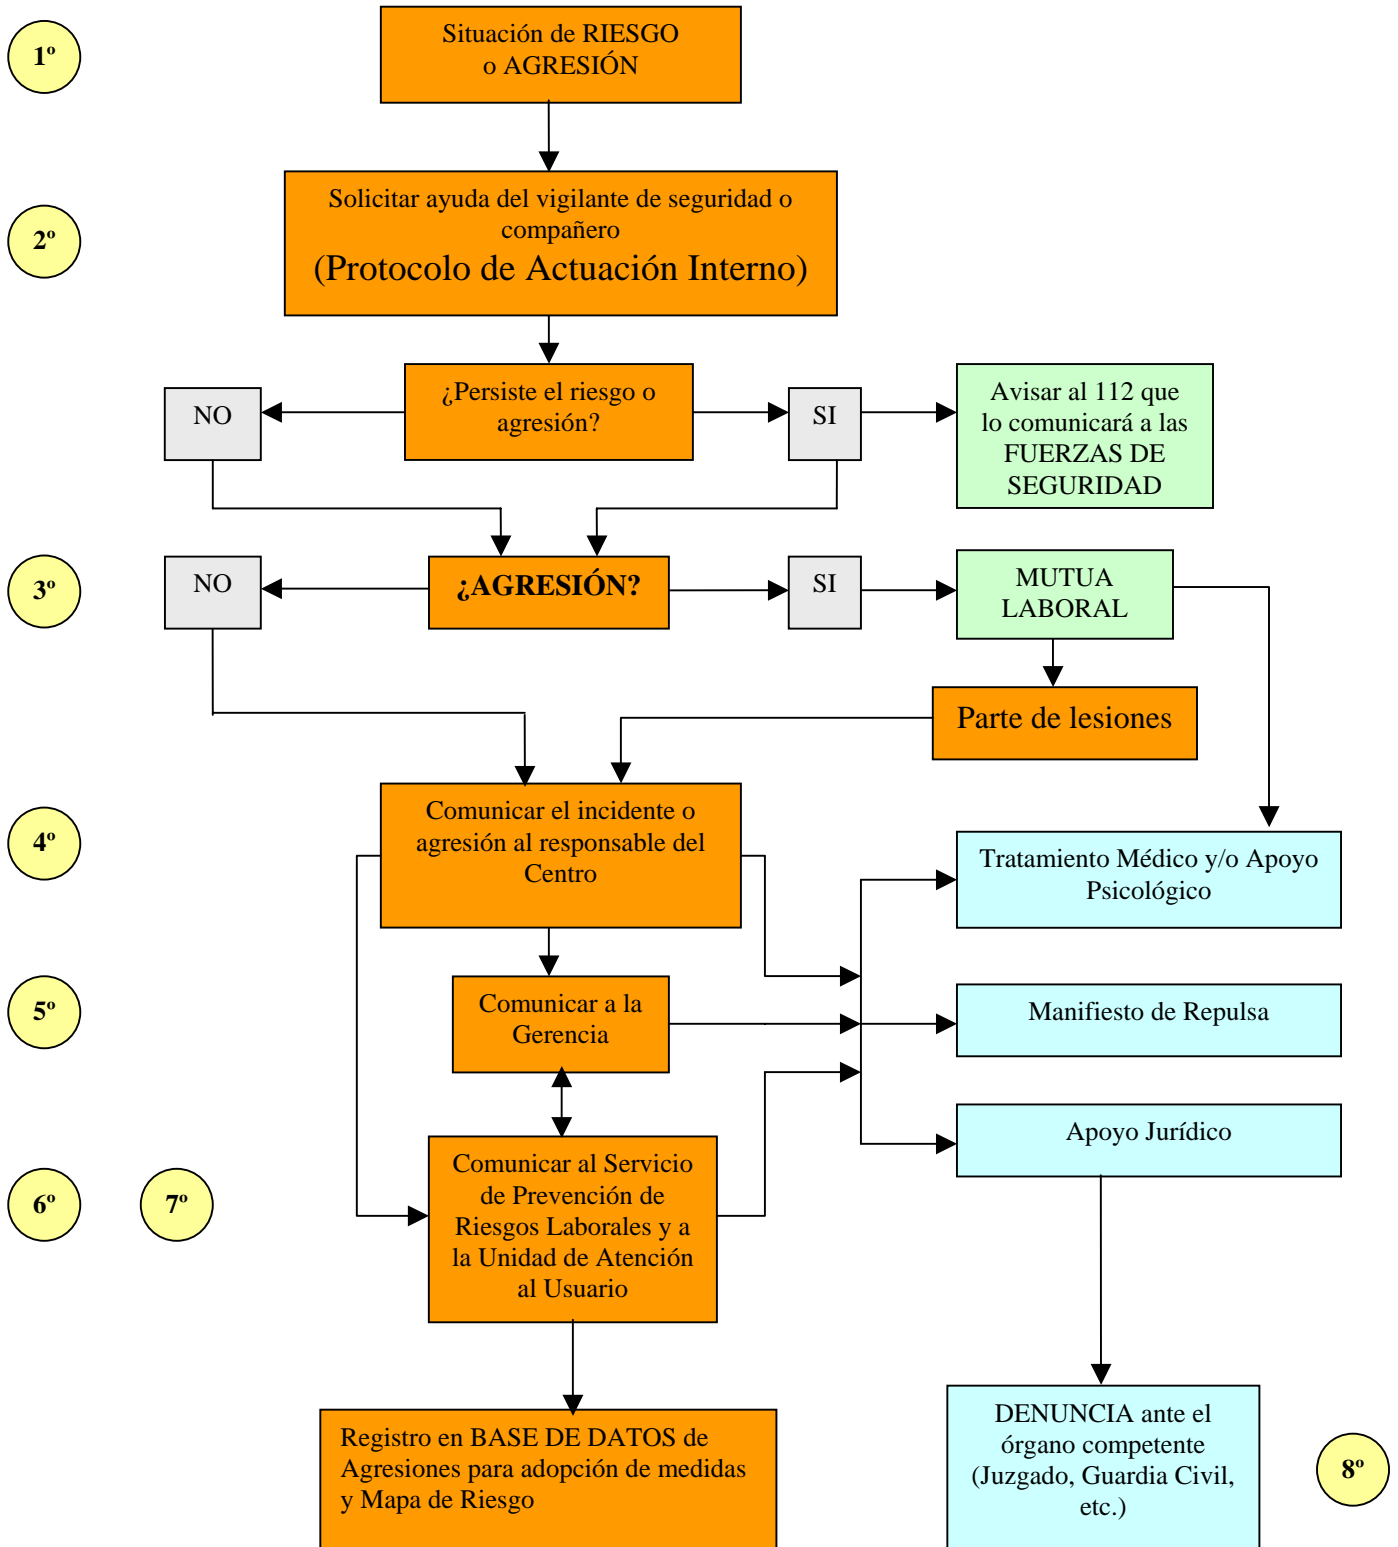 1º
Situación de RIESGO
o AGRESIÓN
2º
Solicitar ayuda del vigilante de seguridad o
compañero
(Protocolo de Actuación Interno)
NO
¿Persiste el riesgo o
agresión?
SI
Avisar al 112 que
lo comunicará a las
FUERZAS DE
SEGURIDAD
3º
NO
¿AGRESIÓN?
SI
MUTUA
LABORAL
Parte de lesiones
4º
Comunicar el incidente o
agresión al responsable del
Centro
Tratamiento Médico y/o Apoyo
Psicológico
5º
Comunicar a la
Gerencia
Manifiesto de Repulsa
6º
7º
Comunicar al Servicio
de Prevención de
Riesgos Laborales y a
la Unidad de Atención
al Usuario
Apoyo Jurídico
Registro en BASE DE DATOS de
Agresiones para adopción de medidas
y Mapa de Riesgo
DENUNCIA ante el
órgano competente
(Juzgado, Guardia Civil,
etc.)
8º